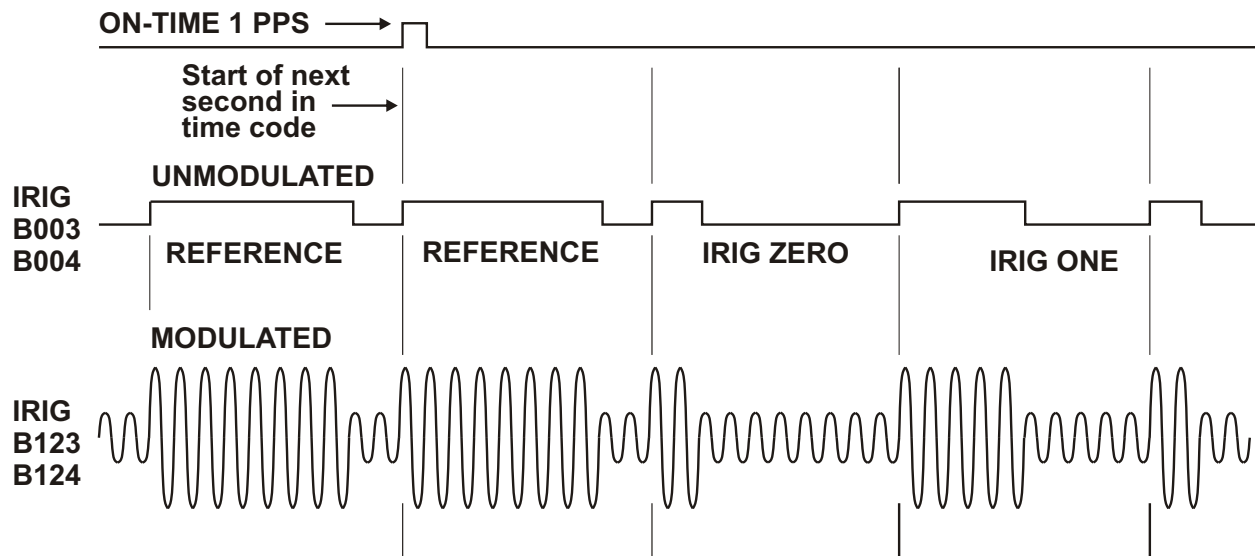 ON-TIME 1 PPS
Start of next
second in
time code
UNMODULATED
IRIG
B003
B004
REFERENCE
REFERENCE
IRIG ZERO
IRIG ONE
MODULATED
IRIG
B123
B124